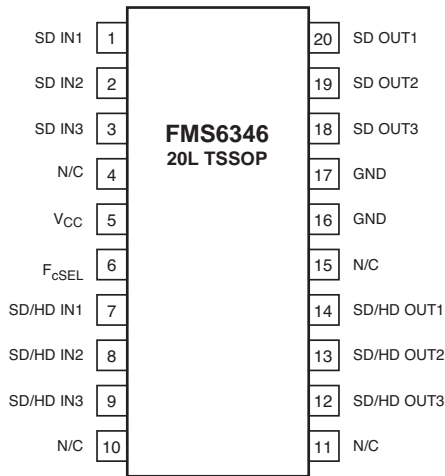 SD IN1 1 20 SD OUT1
SD IN2 2 19 SD OUT2
SD IN3 3 18 SD OUT3
FMS6346
20L TSSOP
N/C 4 17 GND
VCC 5 16 GND
FcSEL 6 15 N/C
SD/HD IN1 7 14 SD/HD OUT1
SD/HD IN2 8 13 SD/HD OUT2
SD/HD IN3 9 12 SD/HD OUT3
N/C 10 11 N/C